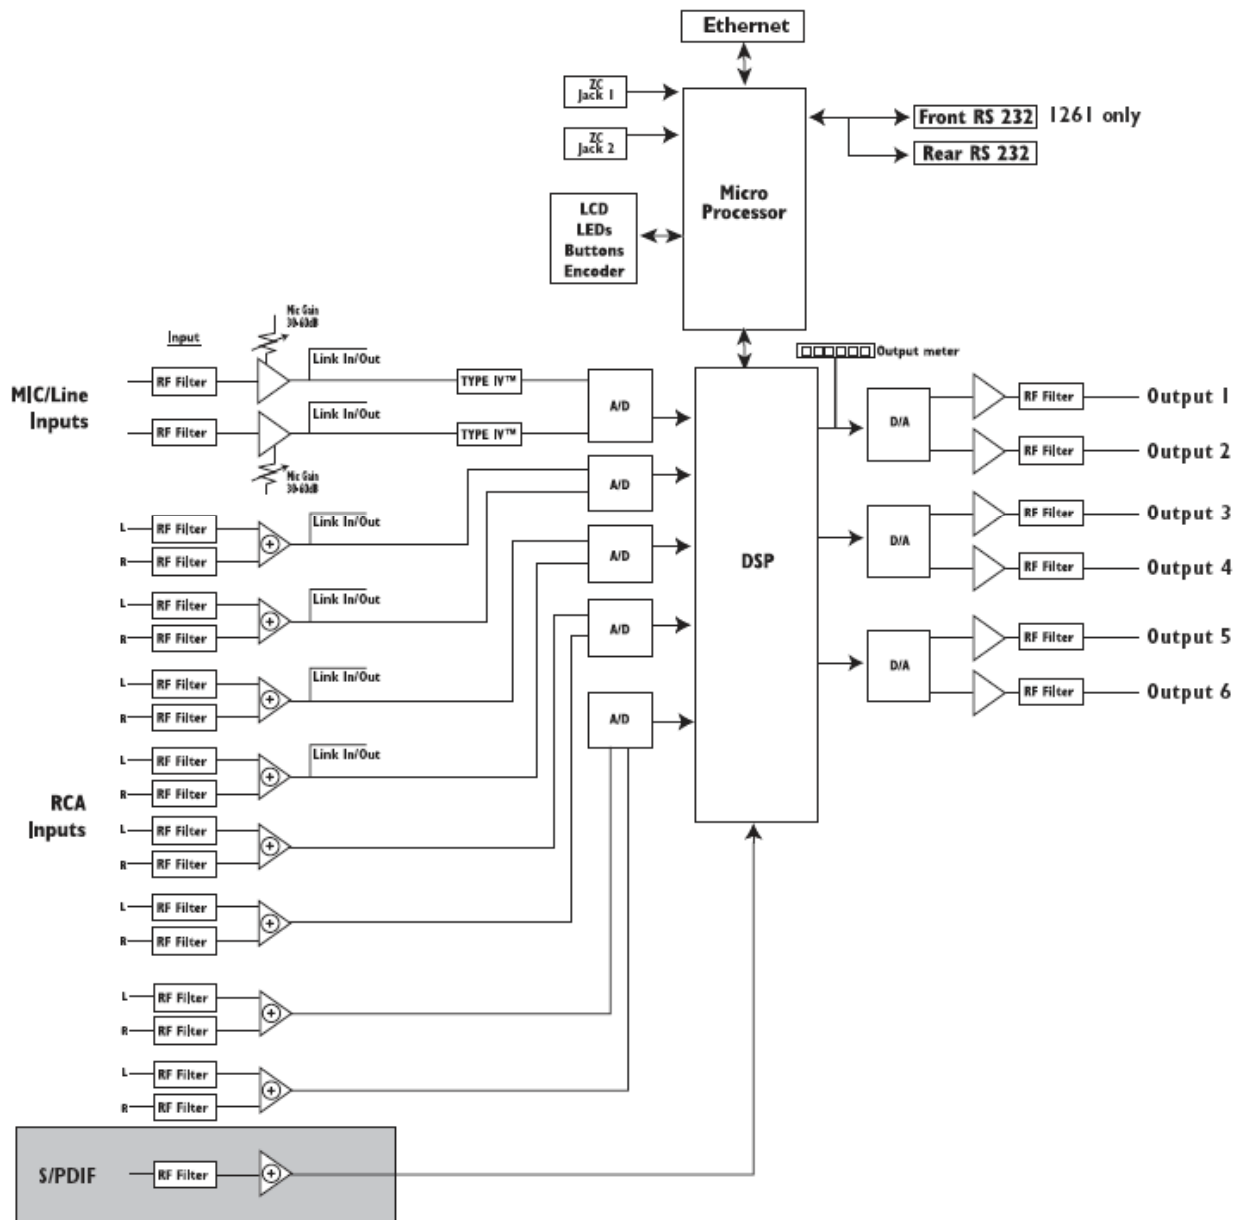 Ethernet
ZC
Jack 1
ZC
Jack 2
Front RS 232 1261 only
Rear RS 232
Micro
Processor
LCD
LEDs
Buttons
Encoder
Mic Gain
30-60dB
Input
Link In/Out
Output meter
MIC/Line
Inputs
RF Filter
TYPE IV™
A/D
RF Filter
Link In/Out
TYPE IV™
Mic Gain
30-60dB
D/A
RF Filter
Output 1
RF Filter
Output 2
A/D
L
RF Filter
Link In/Out
R
RF Filter
D/A
RF Filter
Output 3
RF Filter
Output 4
A/D
DSP
L
RF Filter
Link In/Out
R
RF Filter
A/D
D/A
RF Filter
Output 5
RF Filter
Output 6
L
RF Filter
Link In/Out
R
RF Filter
A/D
L
RF Filter
Link In/Out
R
RF Filter
RCA
Inputs
L
RF Filter
R
RF Filter
L
RF Filter
R
RF Filter
L
RF Filter
R
RF Filter
L
RF Filter
R
RF Filter
S/PDIF
RF Filter